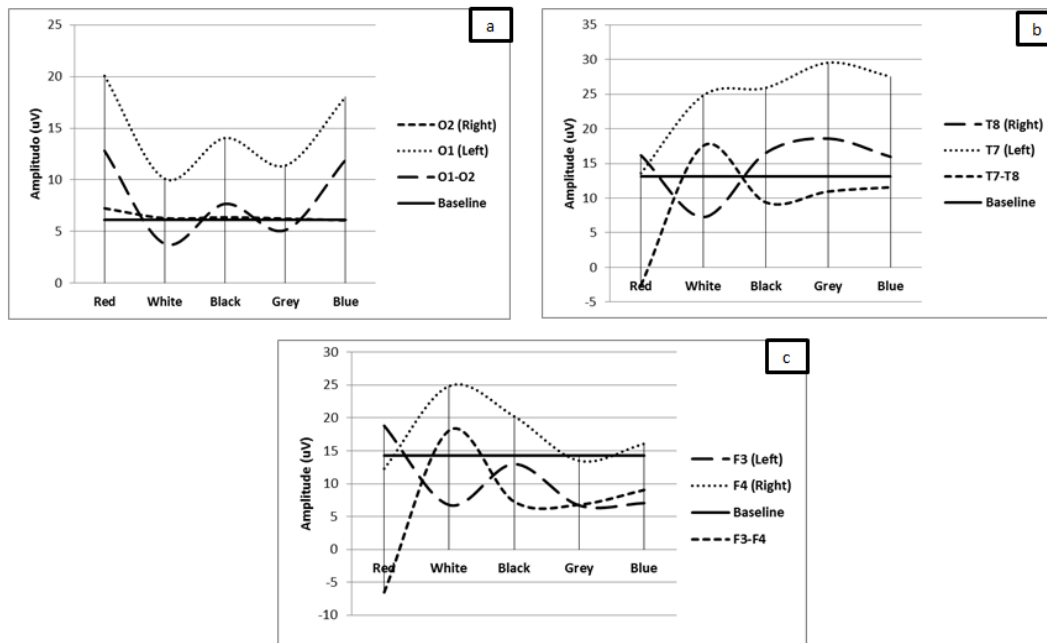 a
25
20
15
10
5
0
Amplitudo (uV)
Red White Black Grey Blue
O2 (Right)
O1 (Left)
O1-O2
Baseline
b
35
30
25
20
15
10
5
0
-5
Amplitude (uV)
Red White Black Grey Blue
T8 (Right)
T7 (Left)
T7-T8
Baseline
c
30
25
20
15
10
5
0
-5
-10
Amplitude (uV)
Red White Black Grey Blue
F3 (Left)
F4 (Right)
Baseline
F3-F4